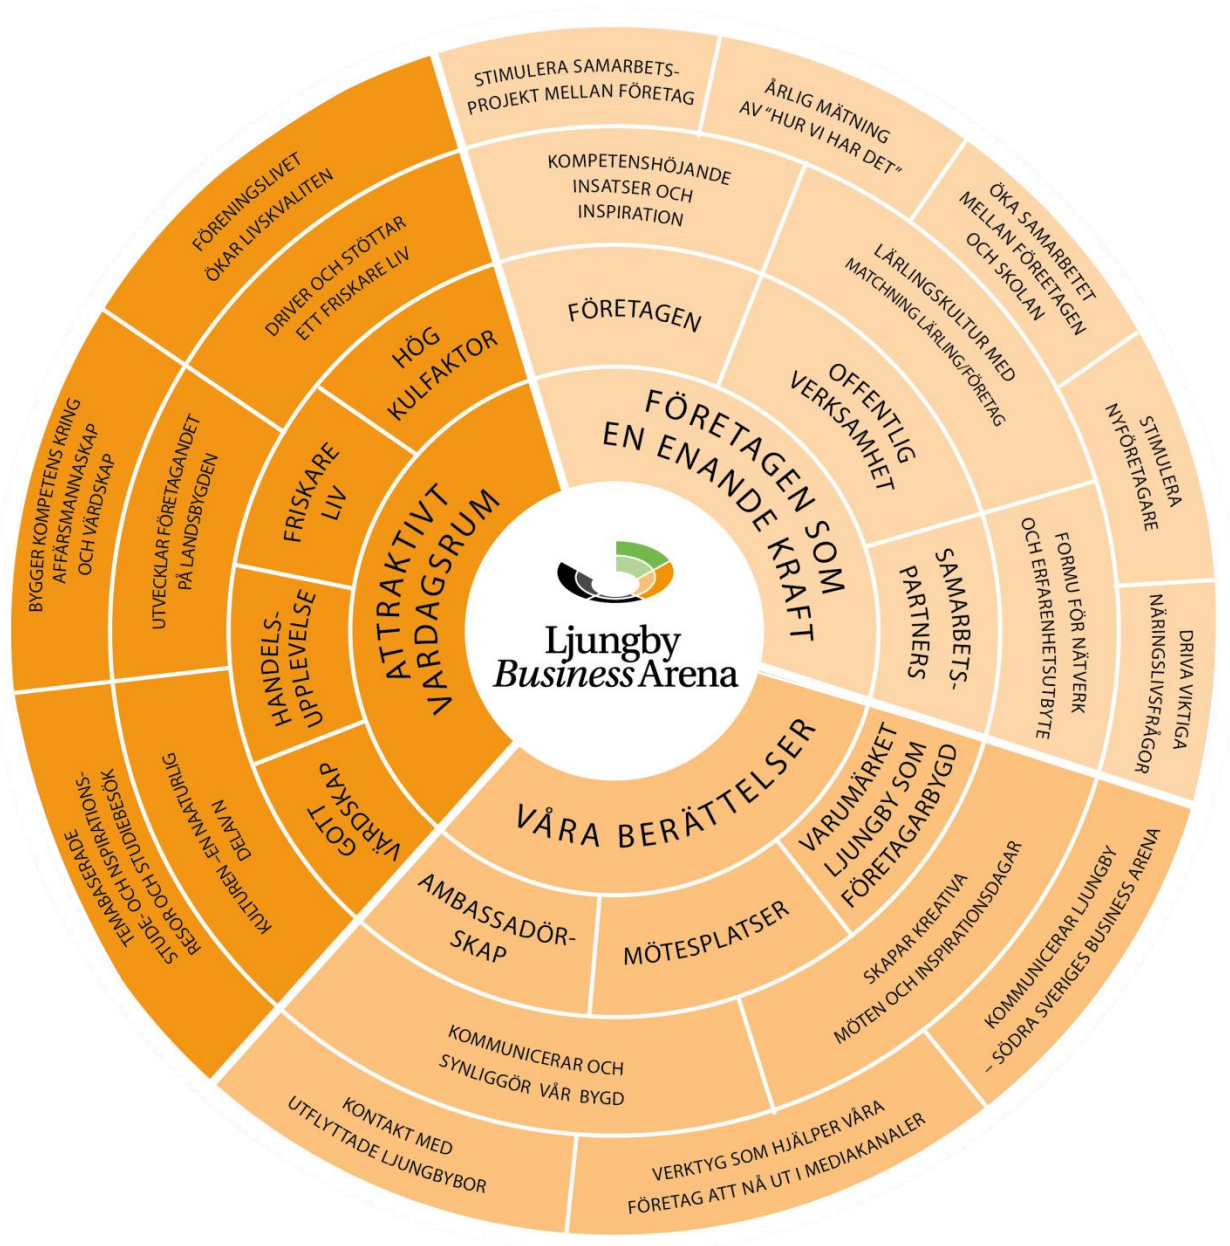 Ljungby
Business Arena
FÖRETAGEN SOM
EN ENANDE KRAFT
FÖRETAGEN
OFFENTLIG
VERKSAMHET
SAMARBETS-
PARTNERS
KOMPETENSHÖJANDE
INSATSER OCH
INSPIRATION
LÄRLINGSKULTUR MED
MATCHNING LÄRLING/FÖRETAG
FORMU FÖR NÄTVERK
OCH ERFARENHETSUTBYTE
STIMULERA SAMARBETS-
PROJEKT MELLAN FÖRETAG
ÅRLIG MÄTNING
AV "HUR VI HAR DET"
ÖKA SAMARBETET
MELLAN FÖREETAGEN
OCH SKOLAN
STIMULERA
NYFÖRETAGARE
DRIVA VIKTIGA
NÄRINGSLIVSFRÅGOR
VÅRA BERÄTTELSER
VARUMÄRKET
LJUNGBY SOM
FÖRETAGARBYGD
MÖTESPLATSER
AMBASSADÖR-
SKAP
SKAPAR KREATIVA
MÖTEN OCH INSPIRATIONSDAGAR
KOMMUNICERAR OCH
SYNLIGGÖR VÅR BYGD
KOMMUNICERAR LJUNGBY
– SÖDRA SVERIGES BUSINESS ARENA
VERKTYG SOM HJÄLPER VÅRA
FÖRETAG ATT NÅ UT I MEDIAKANALER
KONTAKT MED
UTFLYTTADE LJUNGBYBOR
ATTRAKTIVT
VARDAGSRUM
GOTT
VÄRDSKAP
HANDELS-
UPPLEVELSE
FRISKARE
LIV
HÖG
KULFAKTOR
KULTUREN –EN NAATURLIG
DELAV N
UTVECKLAR FÖRETAGANDET
PÅ LANDSBYGDEN
DRIVER OCH STÖTTAR
ETT FRISKARE LIV
TEMABASERADE
STUDE- OCH NSPIRATIONS-
RESOR OCH STUDIEBESÖK
BYGGER KOMPETENS KRING
AFFÄRSMANNASKAP
OCH VÄRDSKAP
FÖRENINGSLIVET
ÖKAR LIVSKVALITEN